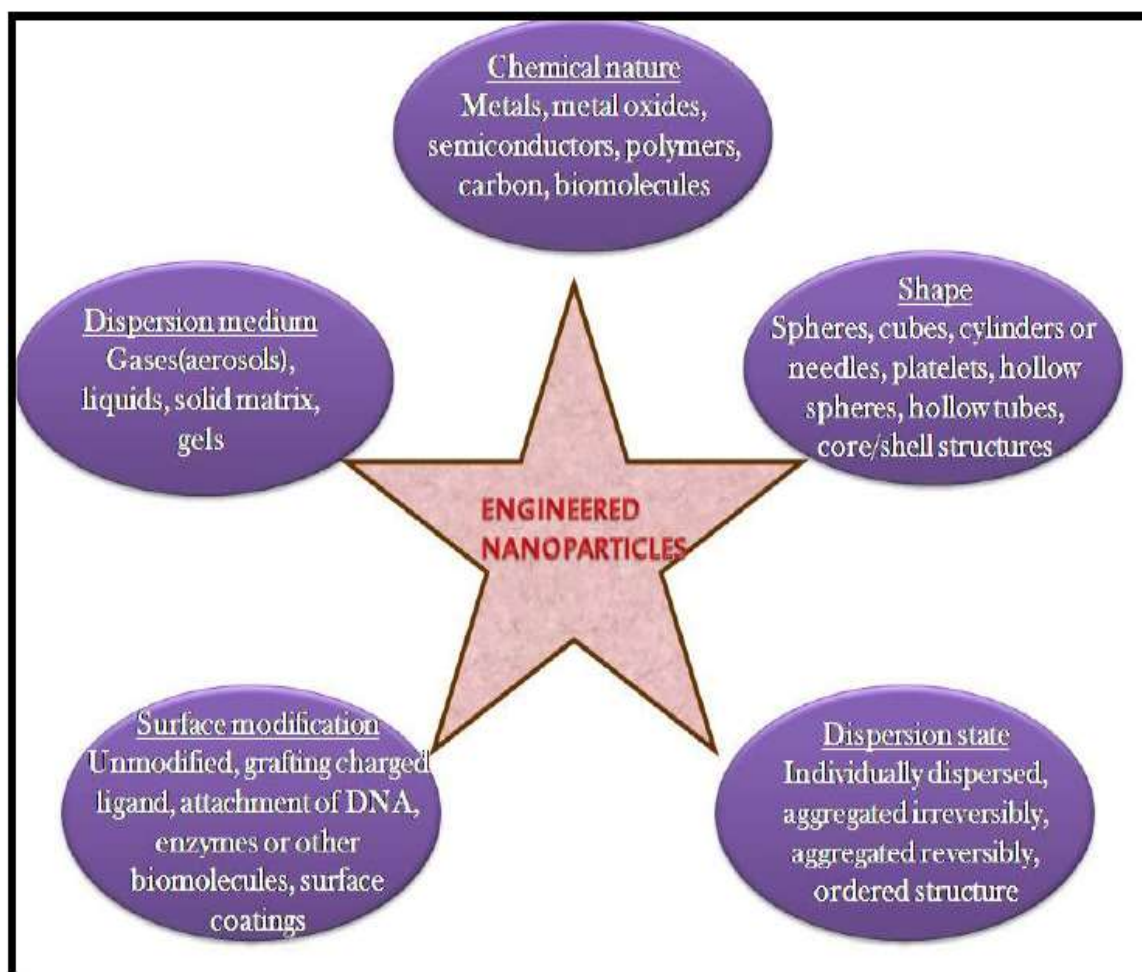 Chemical nature
Metals, metal oxides,
semiconductors, polymers,
carbon, biomolecules
Shape
Spheres, cubes, cylinders or
needles, platelets, hollow
spheres, hollow tubes,
core/shell structures
Dispersion medium
Gases(aerosols),
liquids, solid matrix,
gels
ENGINEERED
NANOPARTICLES
Surface modification
Unmodified, grafting charged
ligand, attachment of DNA,
enzymes or other
biomolecules, surface
coatings
Dispersion state
Individually dispersed,
aggregated irreversibly,
aggregated reversibly,
ordered structure